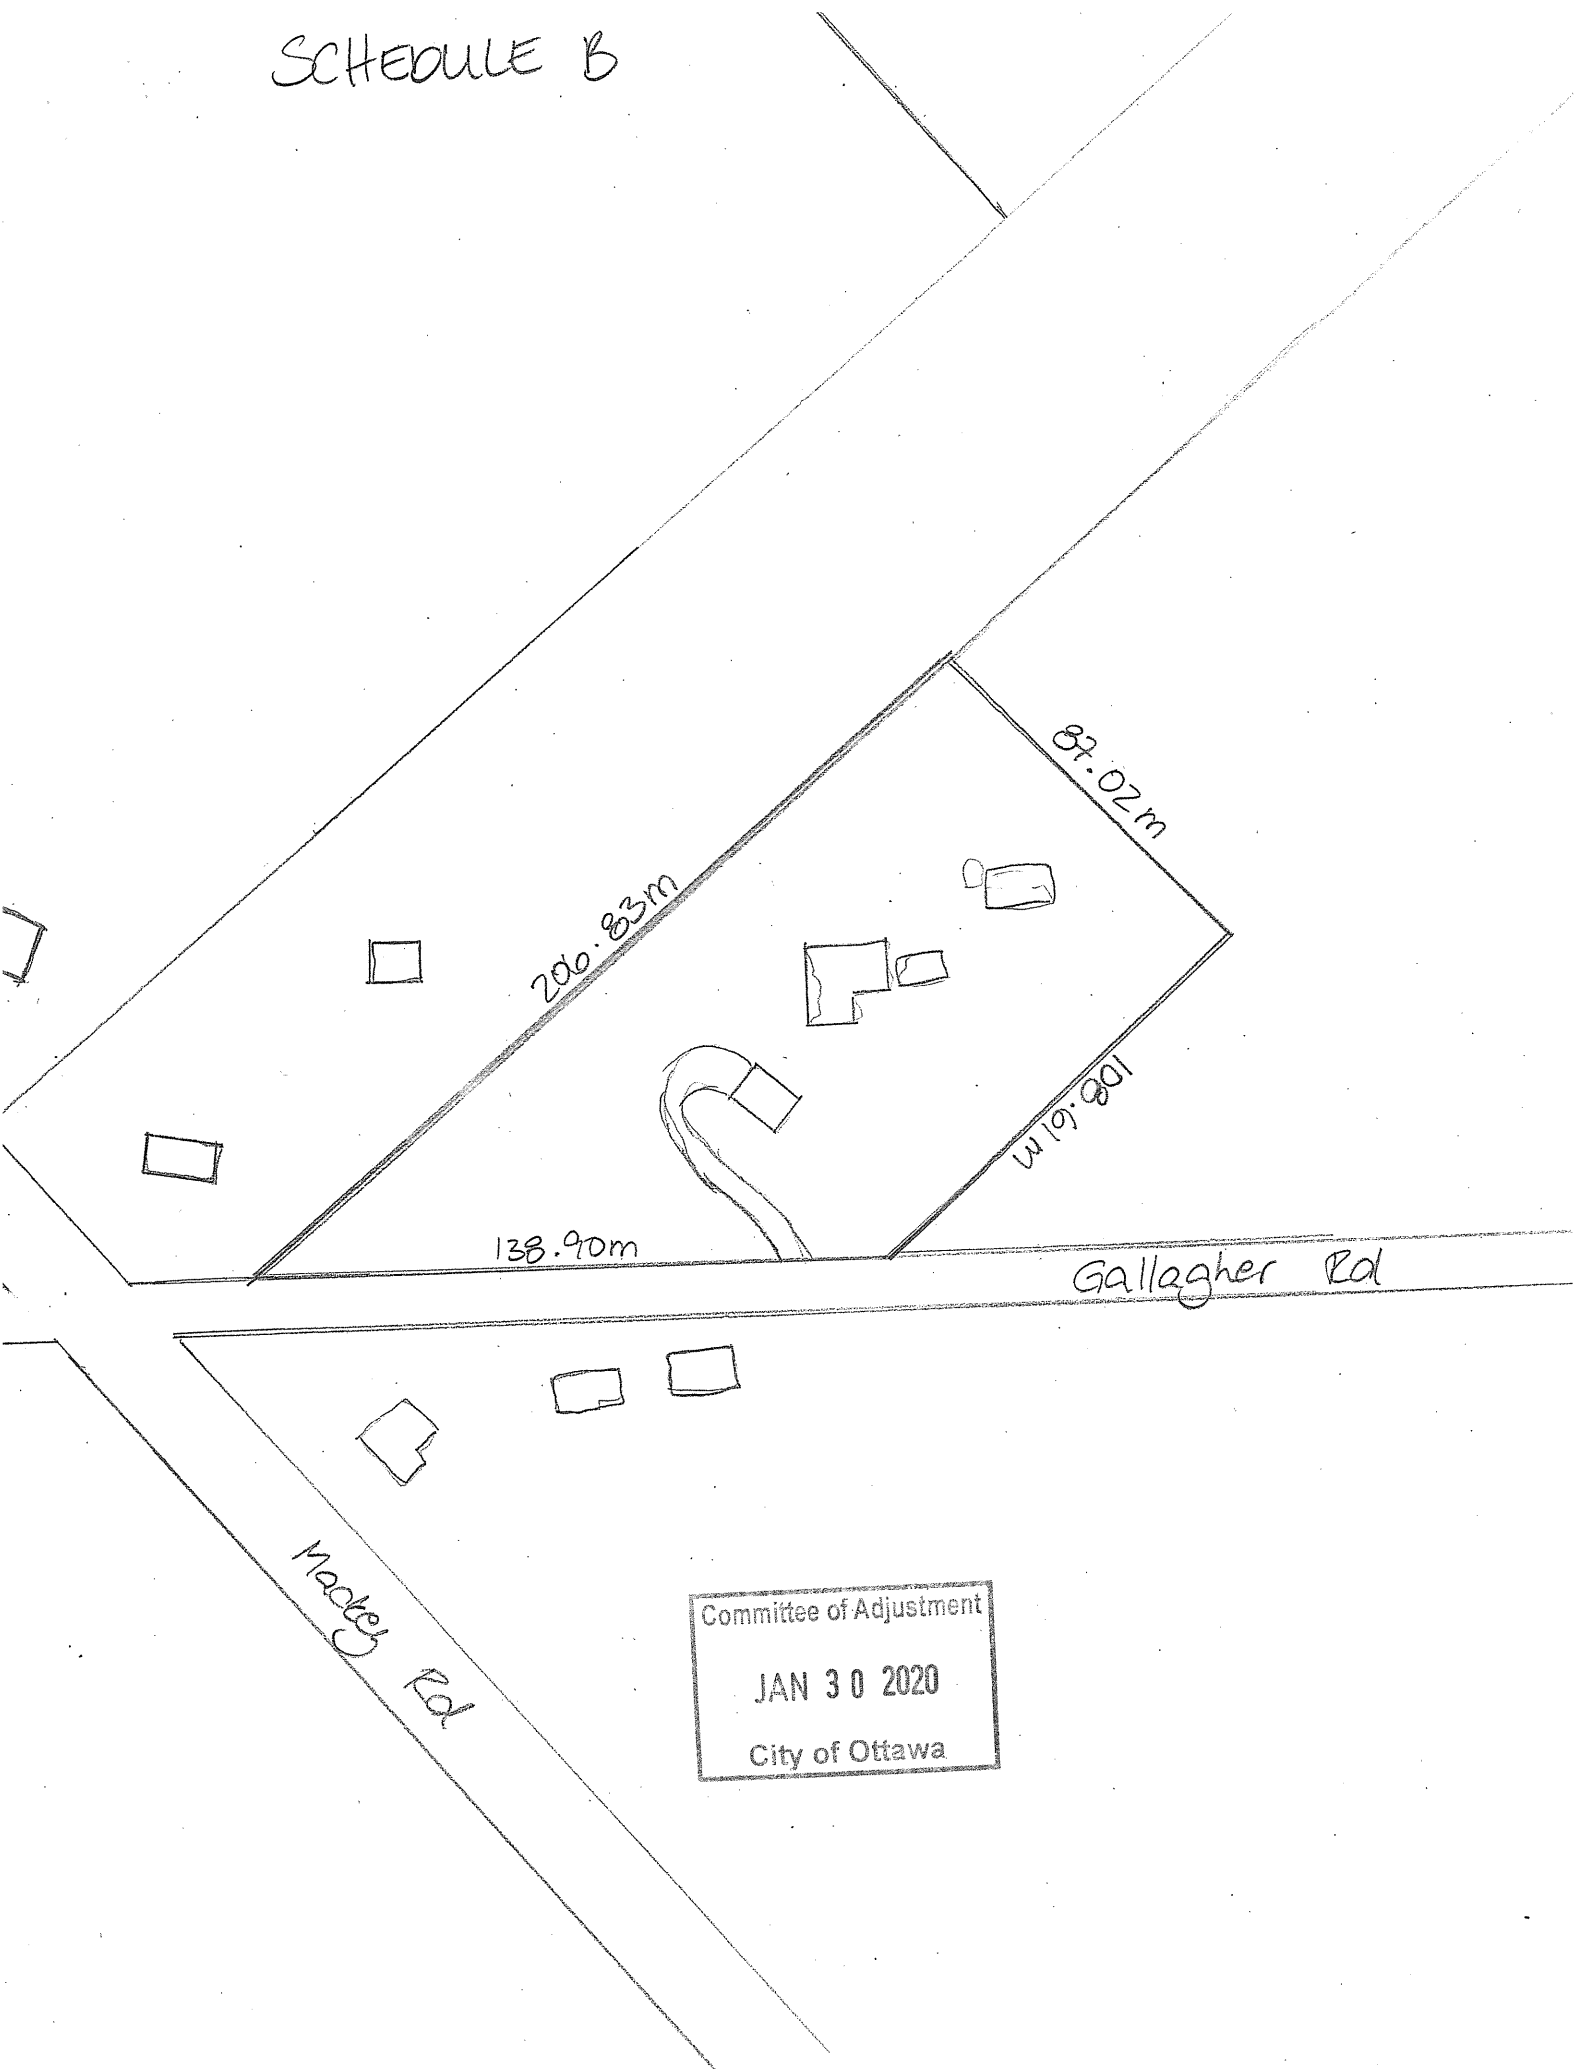 SCHEDULE B
87.02m
206.83m
108.61m
138.90m
Gallagher Rd
Mackey Rd
Committee of Adjustment
JAN 30 2020
City of Ottawa